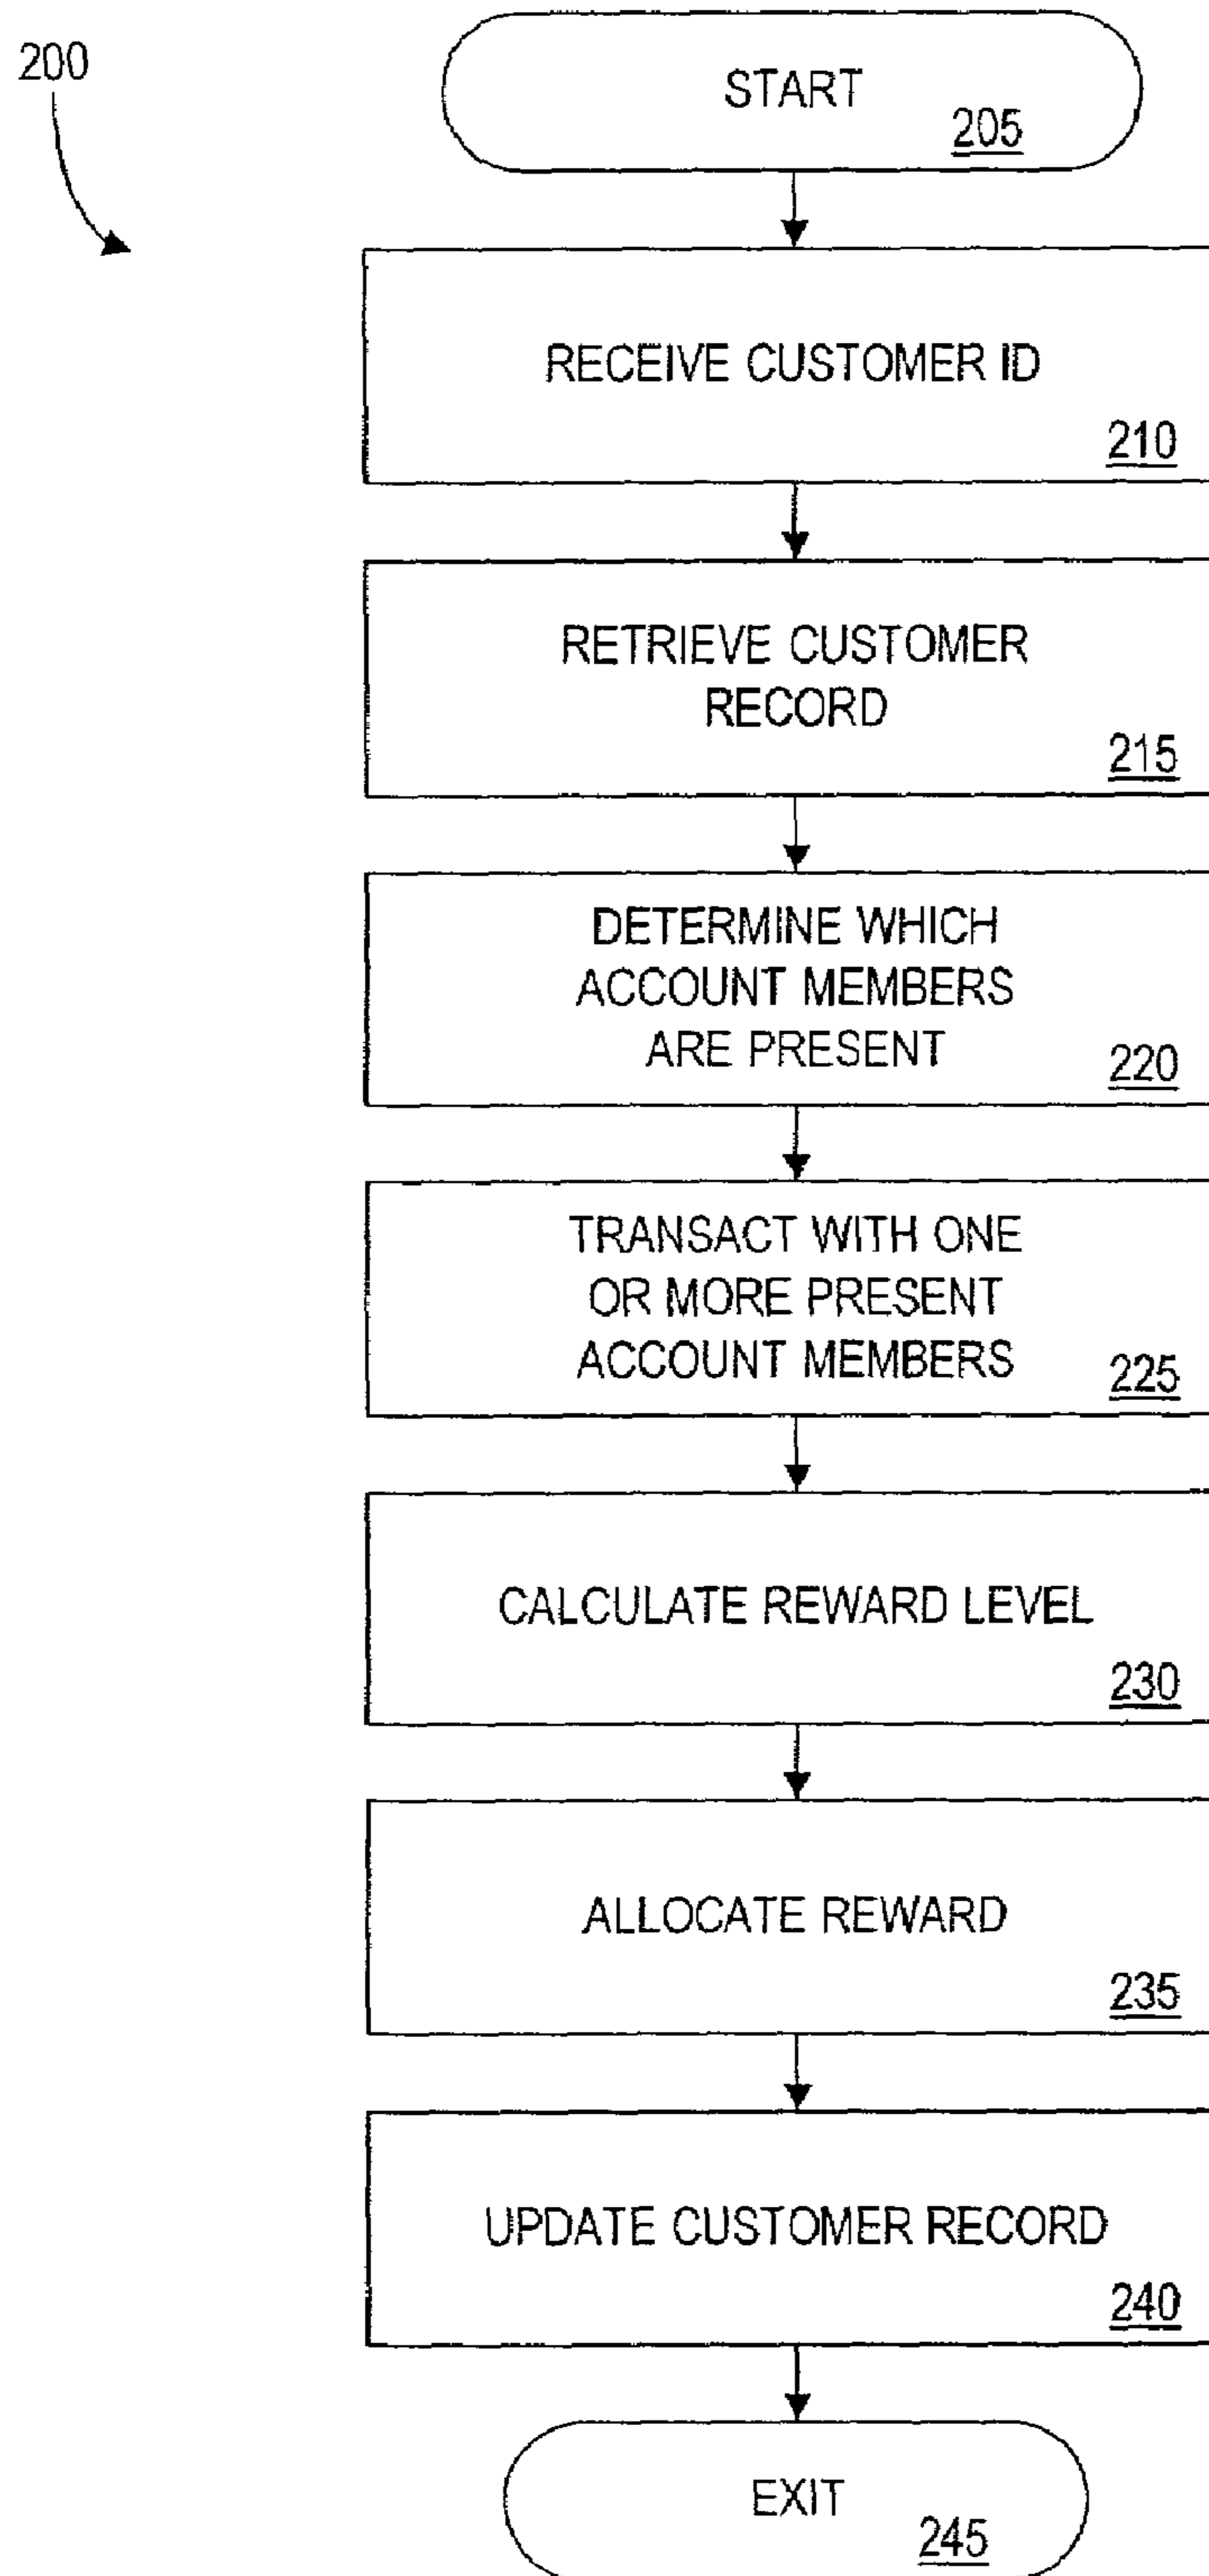 200
START
205
RECEIVE CUSTOMER ID
210
RETRIEVE CUSTOMER
RECORD
215
DETERMINE WHICH
ACCOUNT MEMBERS
ARE PRESENT
220
TRANSACT WITH ONE
OR MORE PRESENT
ACCOUNT MEMBERS
225
CALCULATE REWARD LEVEL
230
ALLOCATE REWARD
235
UPDATE CUSTOMER RECORD
240
EXIT
245